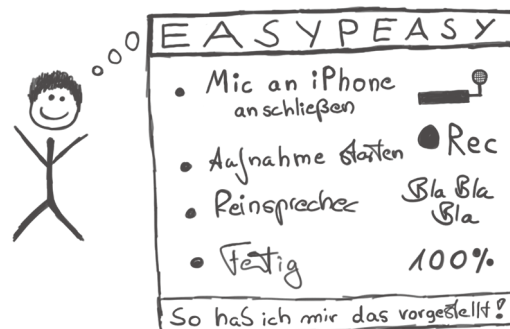 EASYPEASY
• Mic an iPhone
anschließen
• Aufnahme starten
● Rec
• Reinsprechen
Bla Bla
Bla
• Fertig
100%
So hab ich mir das vorgestellt!